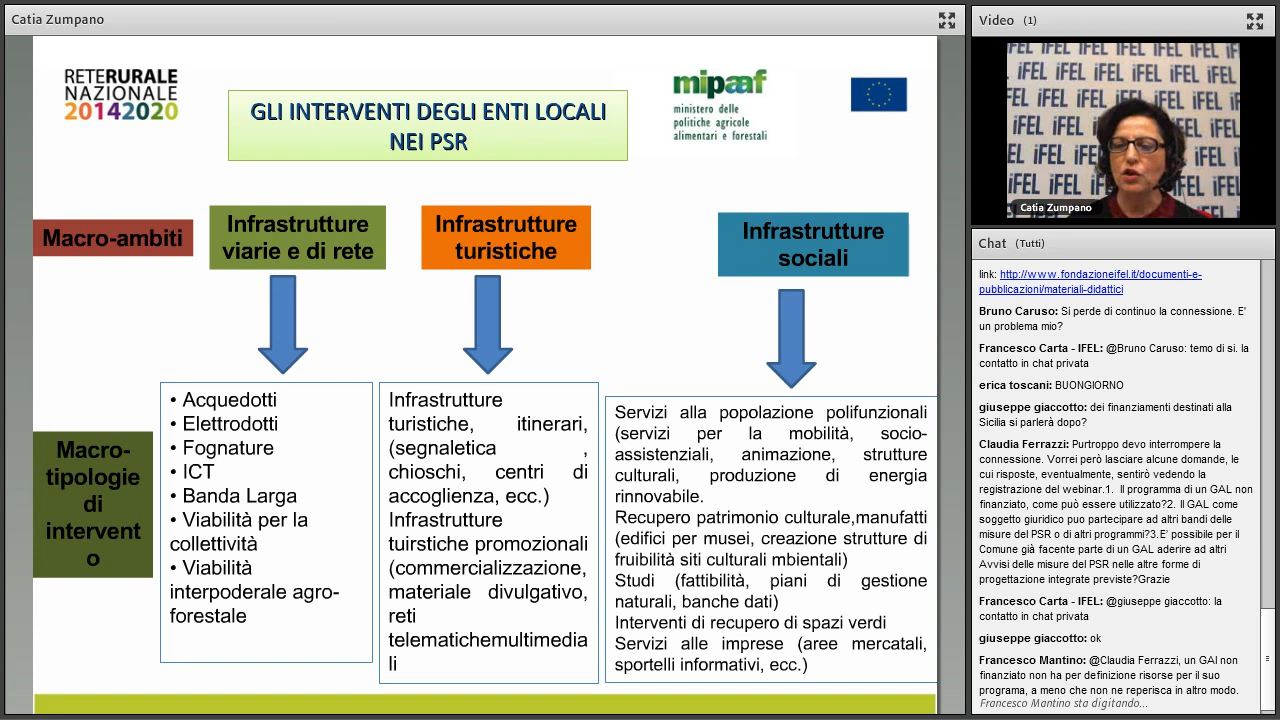 Catia Zumpano
RETERURALE
NAZIONALE
20142020
GLI INTERVENTI DEGLI ENTI LOCALI
NEI PSR
mipaaf
ministero delle
politiche agricole
alimentari e forestali
Macro-ambiti
Infrastrutture
viarie e di rete
Infrastrutture
turistiche
Infrastrutture
sociali
Macro-
tipologie
di
intervent
o
• Acquedotti
• Elettrodotti
• Fognature
• ICT
• Banda Larga
• Viabilità per la
collettività
• Viabilità
interpoderale agro-
forestale
Infrastrutture
turistiche, itinerari,
(segnaletica ,
chioschi, centri di
accoglienza, ecc.)
Infrastrutture
tuirstiche promozionali
(commercializzazione,
materiale divulgativo,
reti
telematichemultimedia
li
Servizi alla popolazione polifunzionali
(servizi per la mobilità, socio-
assistenziali, animazione, strutture
culturali, produzione di energia
rinnovabile.
Recupero patrimonio culturale,manufatti
(edifici per musei, creazione strutture di
fruibilità siti culturali mbientali)
Studi (fattibilità, piani di gestione
naturali, banche dati)
Interventi di recupero di spazi verdi
Servizi alle imprese (aree mercatali,
sportelli informativi, ecc.)
Video (1)
iFEL iFEL iFEL
Catia Zumpano
Chat (Tutti)
link: http://www.fondazioneifel.it/documenti-e-
pubblicazioni/materiali-didattici
Bruno Caruso: Si perde di continuo la connessione. E'
un problema mio?
Francesco Carta - IFEL: @Bruno Caruso: temo di si. la
contatto in chat privata
erica toscani: BUONGIORNO
giuseppe giaccotto: dei finanziamenti destinati alla
Sicilia si parlerà dopo?
Claudia Ferrazzi: Purtroppo devo interrompere la
connessione. Vorrei però lasciare alcune domande, le
cui risposte, eventualmente, sentirò vedendo la
registrazione del webinar.1. Il programma di un GAL non
finanziato, come può essere utilizzato?2. Il GAL come
soggetto giuridico puo partecipare ad altri bandi delle
misure del PSR o di altri programmi?3.E' possibile per il
Comune già facente parte di un GAL aderire ad altri
Avvisi delle misure del PSR nelle altre forme di
progettazione integrate previste?Grazie
Francesco Carta - IFEL: @giuseppe giaccotto: la
contatto in chat privata
giuseppe giaccotto: ok
Francesco Mantino: @Claudia Ferrazzi, un GAl non
finanziato non ha per definizione risorse per il suo
programa, a meno che non ne reperisca in altro modo.
Francesco Mantino sta digitando...